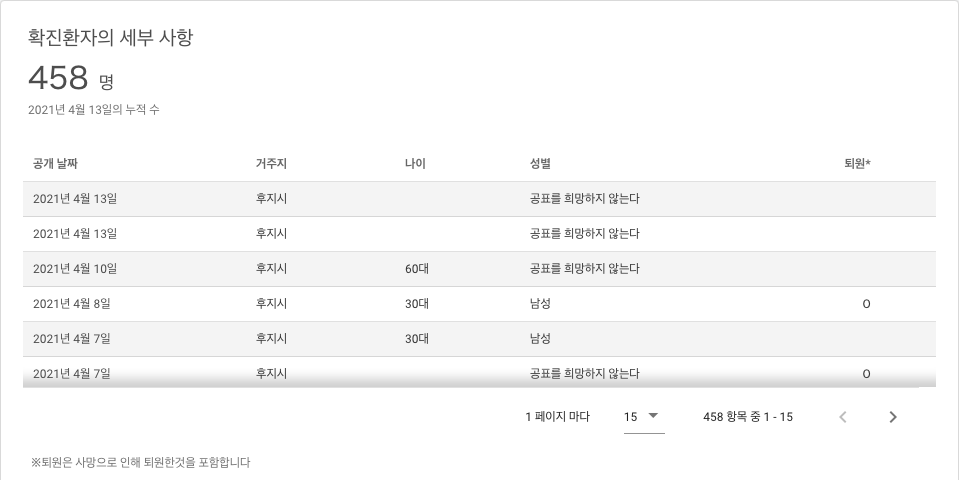 확진환자의 세부 사항
458 명
2021년 4월 13일의 누적 수
공개 날짜 거주지 나이 성별 퇴원*
2021년 4월 13일 후지시 공표를 희망하지 않는다
2021년 4월 13일 후지시 공표를 희망하지 않는다
2021년 4월 10일 후지시 60대 공표를 희망하지 않는다
2021년 4월 8일 후지시 30대 남성 O
2021년 4월 7일 후지시 30대 남성
2021년 4월 7일 후지시 공표를 희망하지 않는다 O
1 페이지 마다 15 458 항목 중 1 - 15
※퇴원은 사망으로 인해 퇴원한것을 포함합니다